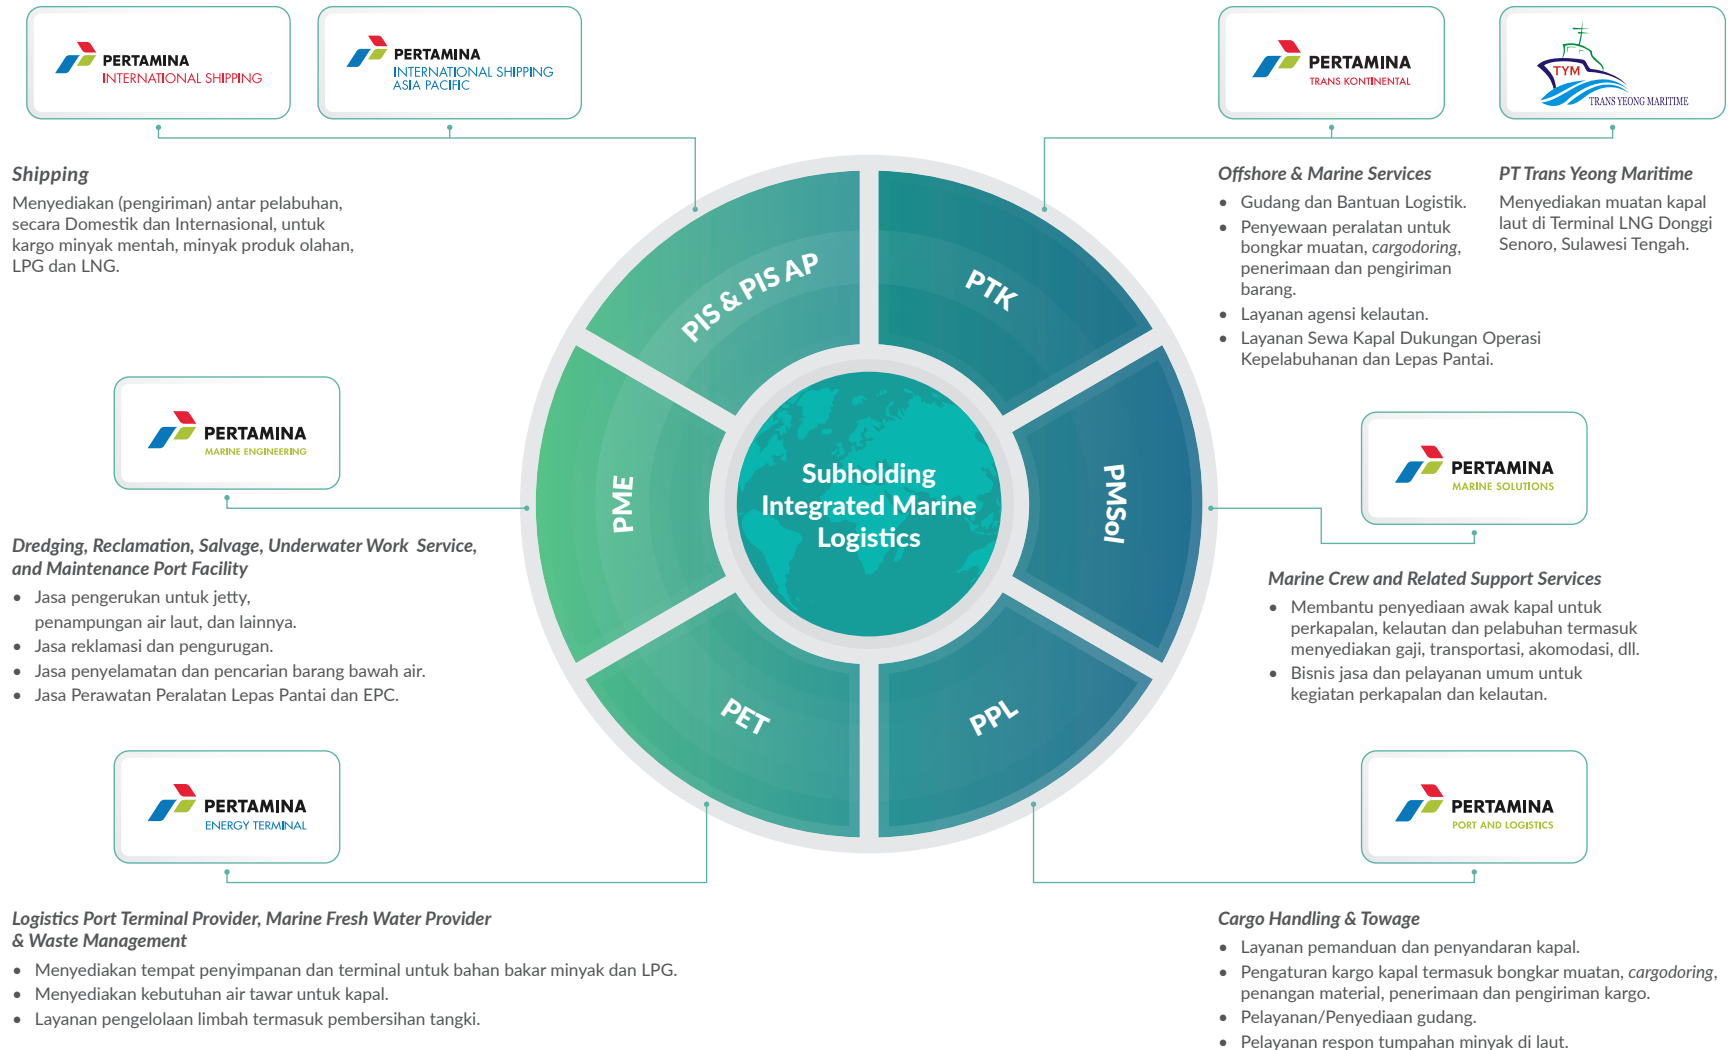 PERTAMINA
INTERNATIONAL SHIPPING
PERTAMINA
INTERNATIONAL SHIPPING
ASIA PACIFIC
PERTAMINA
TRANS KONTINENTAL
TYM
TRANS YEONG MARITIME
Shipping
Menyediakan (pengiriman) antar pelabuhan,
secara Domestik dan Internasional, untuk
kargo minyak mentah, minyak produk olahan,
LPG dan LNG.
Offshore & Marine Services
• Gudang dan Bantuan Logistik.
• Penyewaan peralatan untuk
bongkar muatan, cargodoring,
penerimaan dan pengiriman
barang.
• Layanan agensi kelautan.
• Layanan Sewa Kapal Dukungan Operasi
Kepelabuhanan dan Lepas Pantai.
PT Trans Yeong Maritime
Menyediakan muatan kapal
laut di Terminal LNG Donggi
Senoro, Sulawesi Tengah.
PIS & PIS AP
PTK
PME
PMSol
PET
PPL
Subholding
Integrated Marine
Logistics
PERTAMINA
MARINE ENGINEERING
Dredging, Reclamation, Salvage, Underwater Work Service,
and Maintenance Port Facility
• Jasa pengerukan untuk jetty,
penampungan air laut, dan lainnya.
• Jasa reklamasi dan pengurugan.
• Jasa penyelamatan dan pencarian barang bawah air.
• Jasa Perawatan Peralatan Lepas Pantai dan EPC.
PERTAMINA
MARINE SOLUTIONS
Marine Crew and Related Support Services
• Membantu penyediaan awak kapal untuk
perkapalan, kelautan dan pelabuhan termasuk
menyediakan gaji, transportasi, akomodasi, dll.
• Bisnis jasa dan pelayanan umum untuk
kegiatan perkapalan dan kelautan.
PERTAMINA
ENERGY TERMINAL
Logistics Port Terminal Provider, Marine Fresh Water Provider
& Waste Management
• Menyediakan tempat penyimpanan dan terminal untuk bahan bakar minyak dan LPG.
• Menyediakan kebutuhan air tawar untuk kapal.
• Layanan pengelolaan limbah termasuk pembersihan tangki.
PERTAMINA
PORT AND LOGISTICS
Cargo Handling & Towage
• Layanan pemanduan dan penyandaran kapal.
• Pengaturan kargo kapal termasuk bongkar muatan, cargodoring,
penangan material, penerimaan dan pengiriman kargo.
• Pelayanan/Penyediaan gudang.
• Pelayanan respon tumpahan minyak di laut.